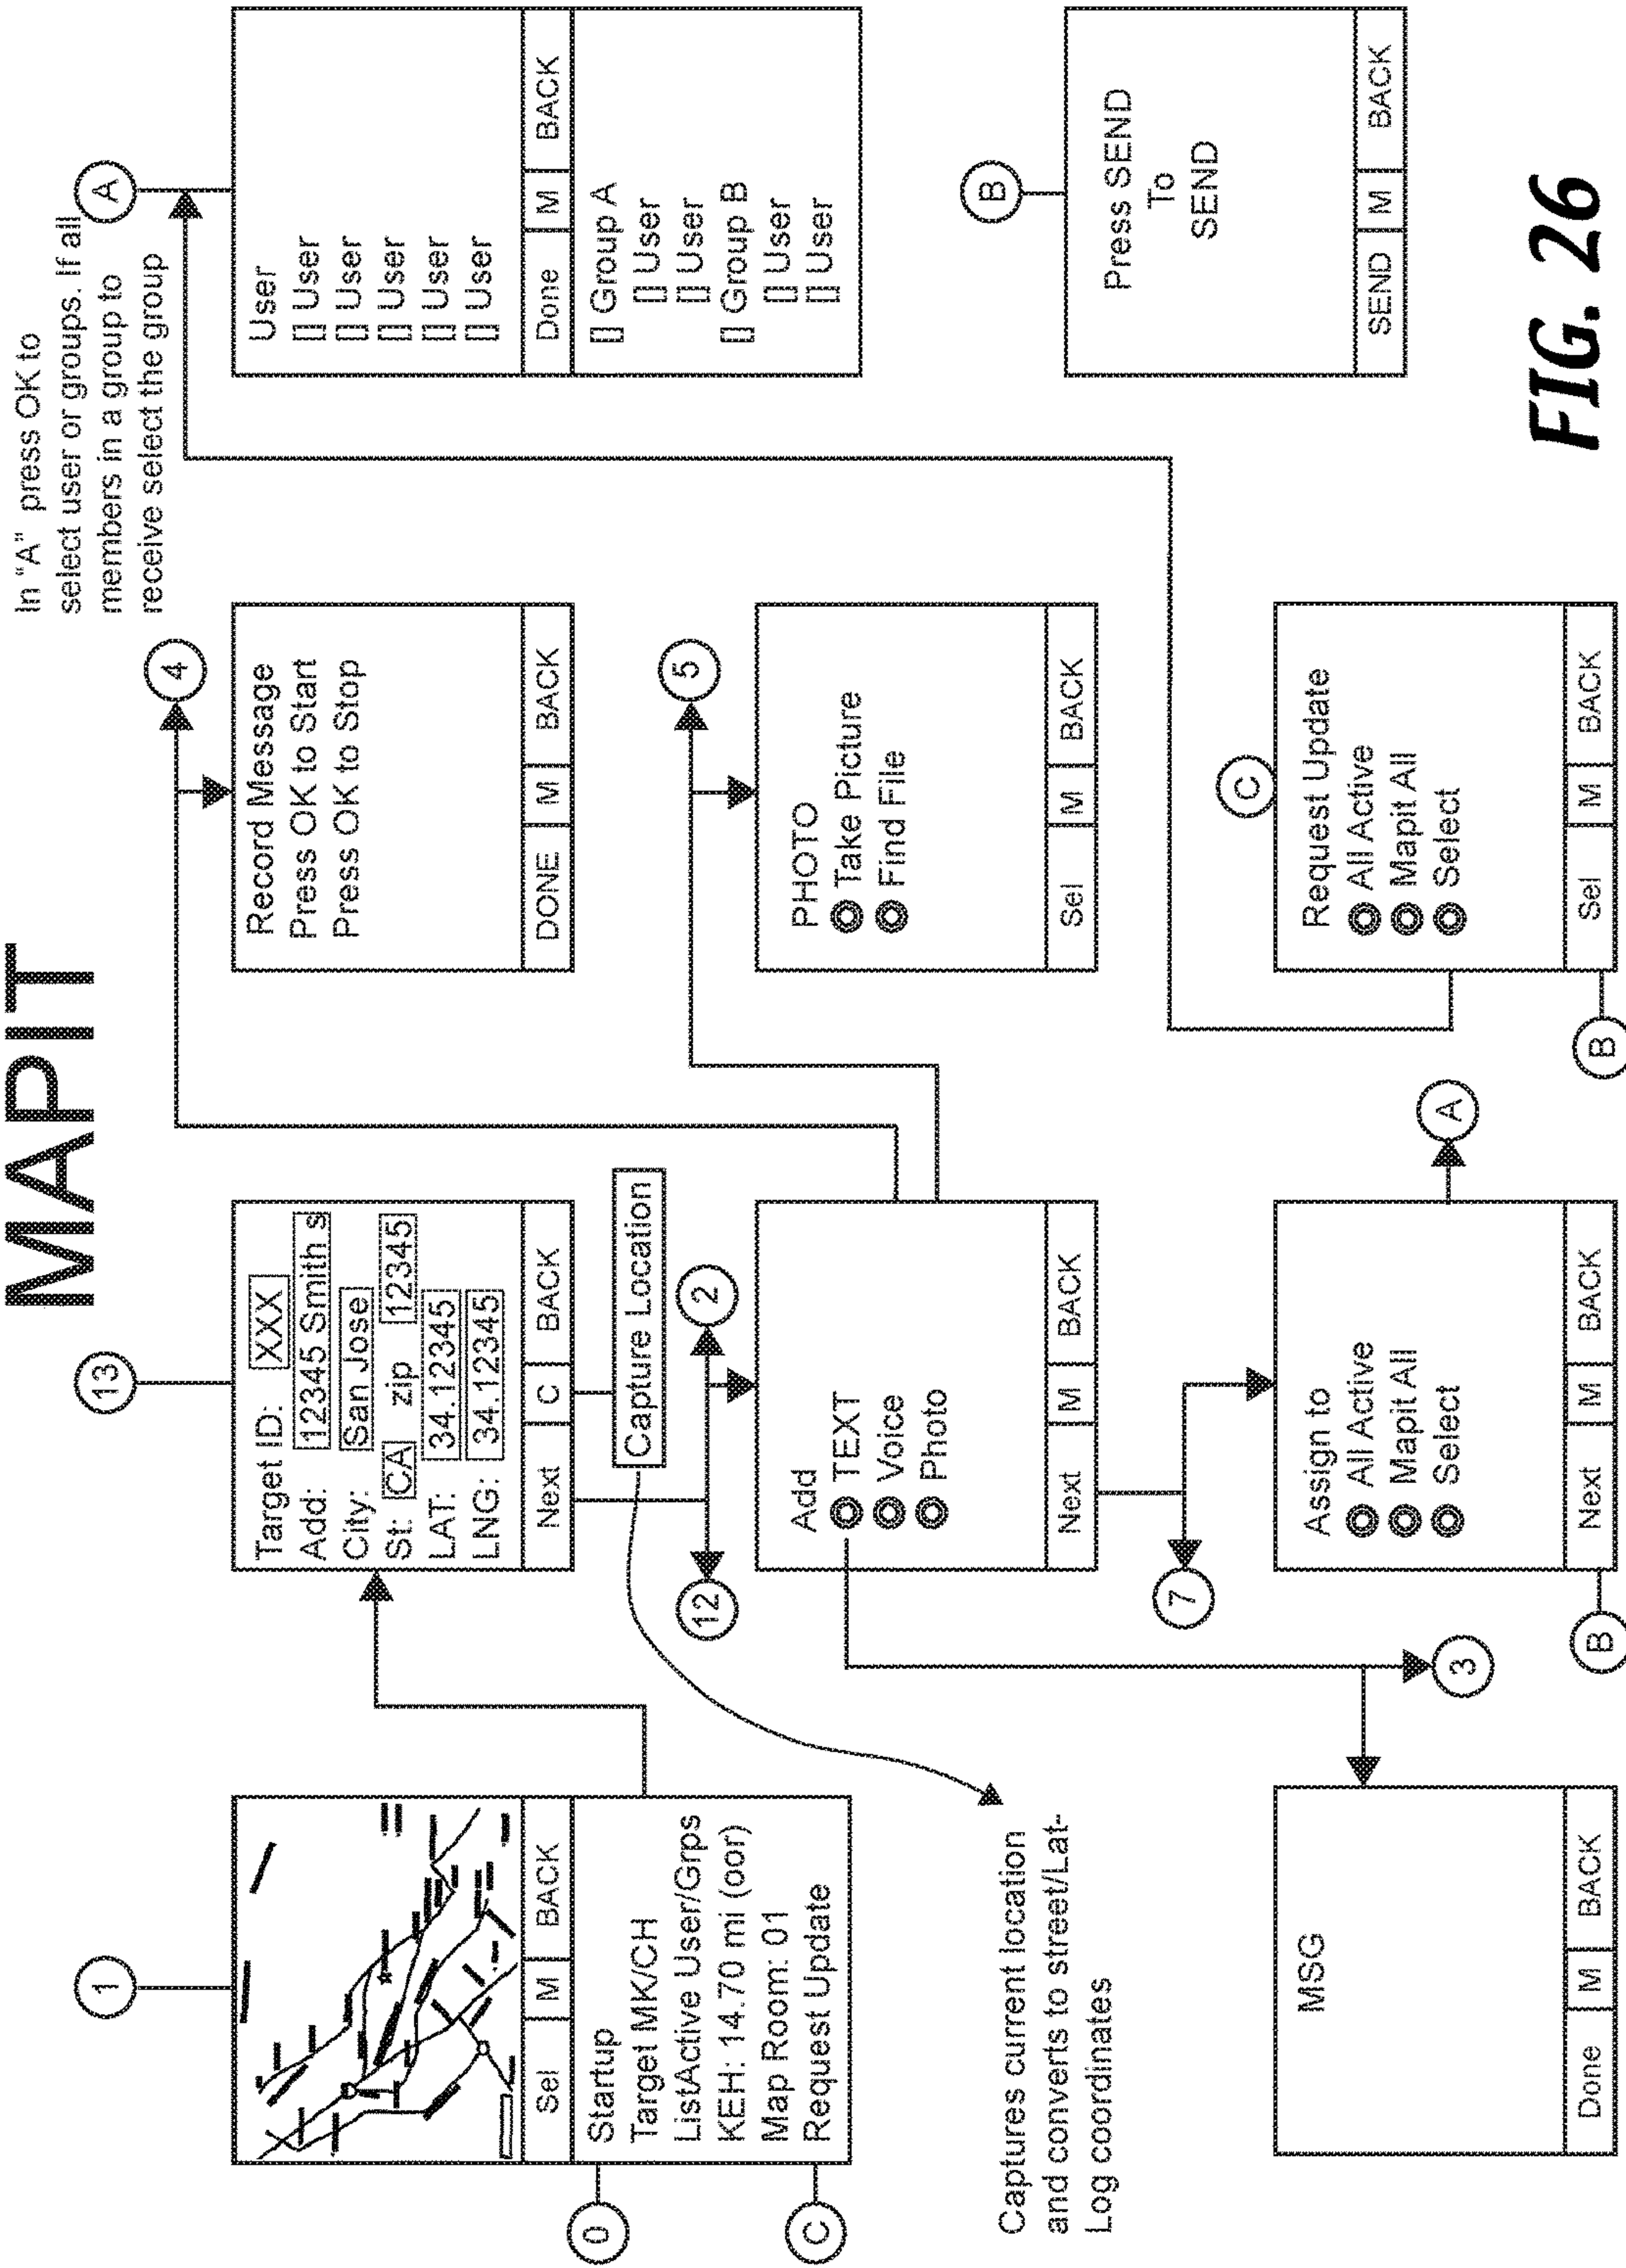 MAPIT
1
Sel M BACK
Startup
Target MK/CH
ListActive User/Grps
KEH: 14.70 mi (oor)
Map Room: 01
Request Update
0
C
13
Target ID: XXX
Add: 12345 Smith s
City: San Jose
St: CA zip 12345
LAT: 34.12345
LNG: 34.12345
Next C BACK
Capture Location
Captures current location
and converts to street/Lat-
Log coordinates
12
2
Add
TEXT
Voice
Photo
Next M BACK
7
3
MSG
Done M BACK
Assign to
All Active
Mapit All
Select
Next M BACK
A
B
4
Record Message
Press OK to Start
Press OK to Stop
DONE M BACK
5
PHOTO
Take Picture
Find File
Sel M BACK
C
Request Update
All Active
Mapit All
Select
Sel M BACK
B
In "A" press OK to
select user or groups. If all
members in a group to
receive select the group
A
User
[] User
[] User
[] User
[] User
[] User
Done M BACK
[] Group A
[] User
[] User
[] Group B
[] User
[] User
B
Press SEND
To
SEND
SEND M BACK
FIG. 26